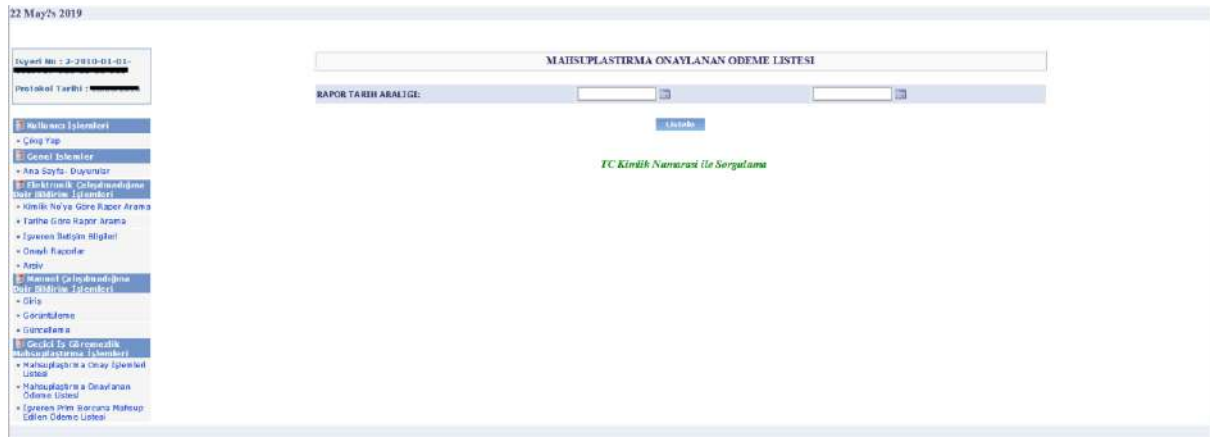 22 May?s 2019
İşyeri No : 2-2810-01-01-
Protokol Tarihi :
Kullanıcı İşlemleri
Çıkış Yap
Genel İşlemler
Ana Sayfa- Duyurular
Elektronik Çalışılmadığına
Dair Bildirim İşlemleri
Kimlik No'ya Göre Rapor Arama
Tarihe Göre Rapor Arama
İşveren İletişim Bilgileri
Onaylı Raporlar
Arşiv
Manuel Çalışılmadığına
Dair Bildirim İşlemleri
Giriş
Görüntüleme
Güncelleme
Geçici İş Göremezlik
Mahsuplaştırma İşlemleri
Mahsuplaştırma Onay İşlemleri
Listesi
Mahsuplaştırma Onaylanan
Ödeme Listesi
İşveren Prim Borcuna Mahsup
Edilen Ödeme Listesi
MAHSUPLASTIRMA ONAYLANAN ODEME LISTESI
RAPOR TARIH ARALIGI:
Listele
TC Kimlik Numarasi ile Sorgulama